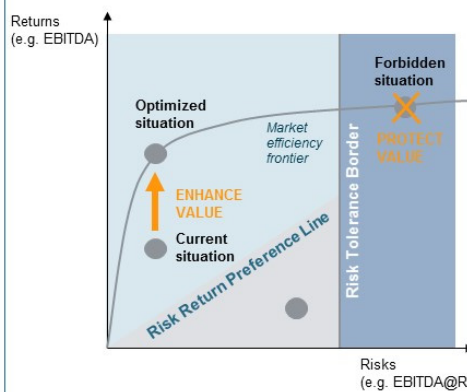 Returns
(e.g. EBITDA)
Forbidden
situation
Optimized
situation
Market
efficiency
frontier
PROTECT
VALUE
ENHANCE
VALUE
Current
situation
Risk Return Preference Line
Risk Tolerance Border
Risks
(e.g. EBITDA@R